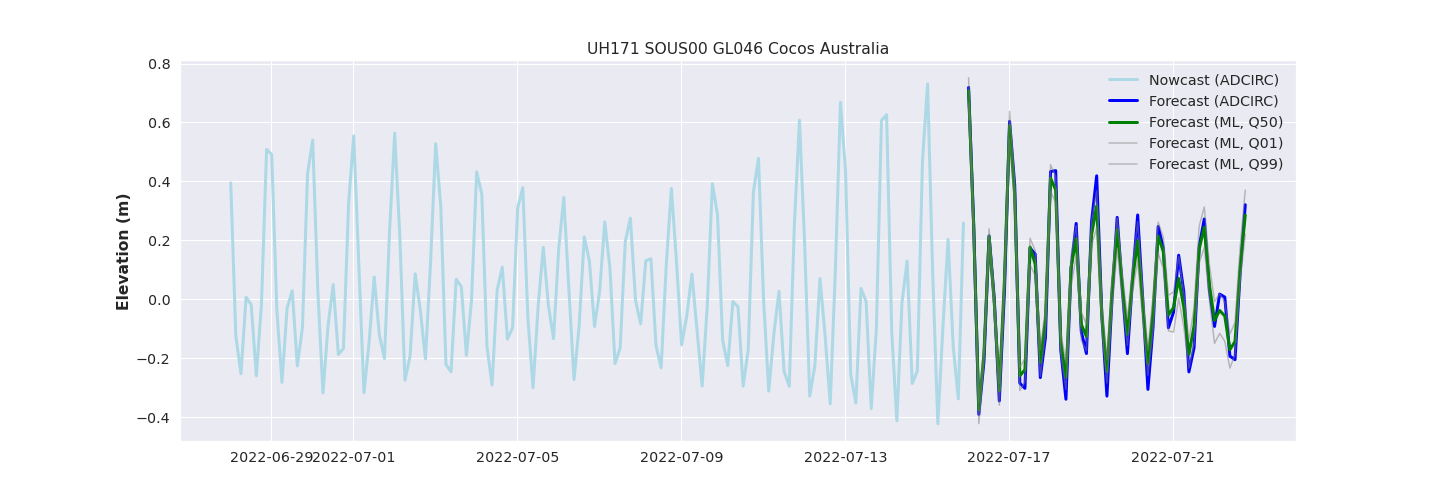 UH171 SOUS00 GL046 Cocos Australia
Elevation (m)
0.8
0.6
0.4
0.2
0.0
−0.2
−0.4
Nowcast (ADCIRC)
Forecast (ADCIRC)
Forecast (ML, Q50)
Forecast (ML, Q01)
Forecast (ML, Q99)
2022-06-29 2022-07-01 2022-07-05 2022-07-09 2022-07-13 2022-07-17 2022-07-21